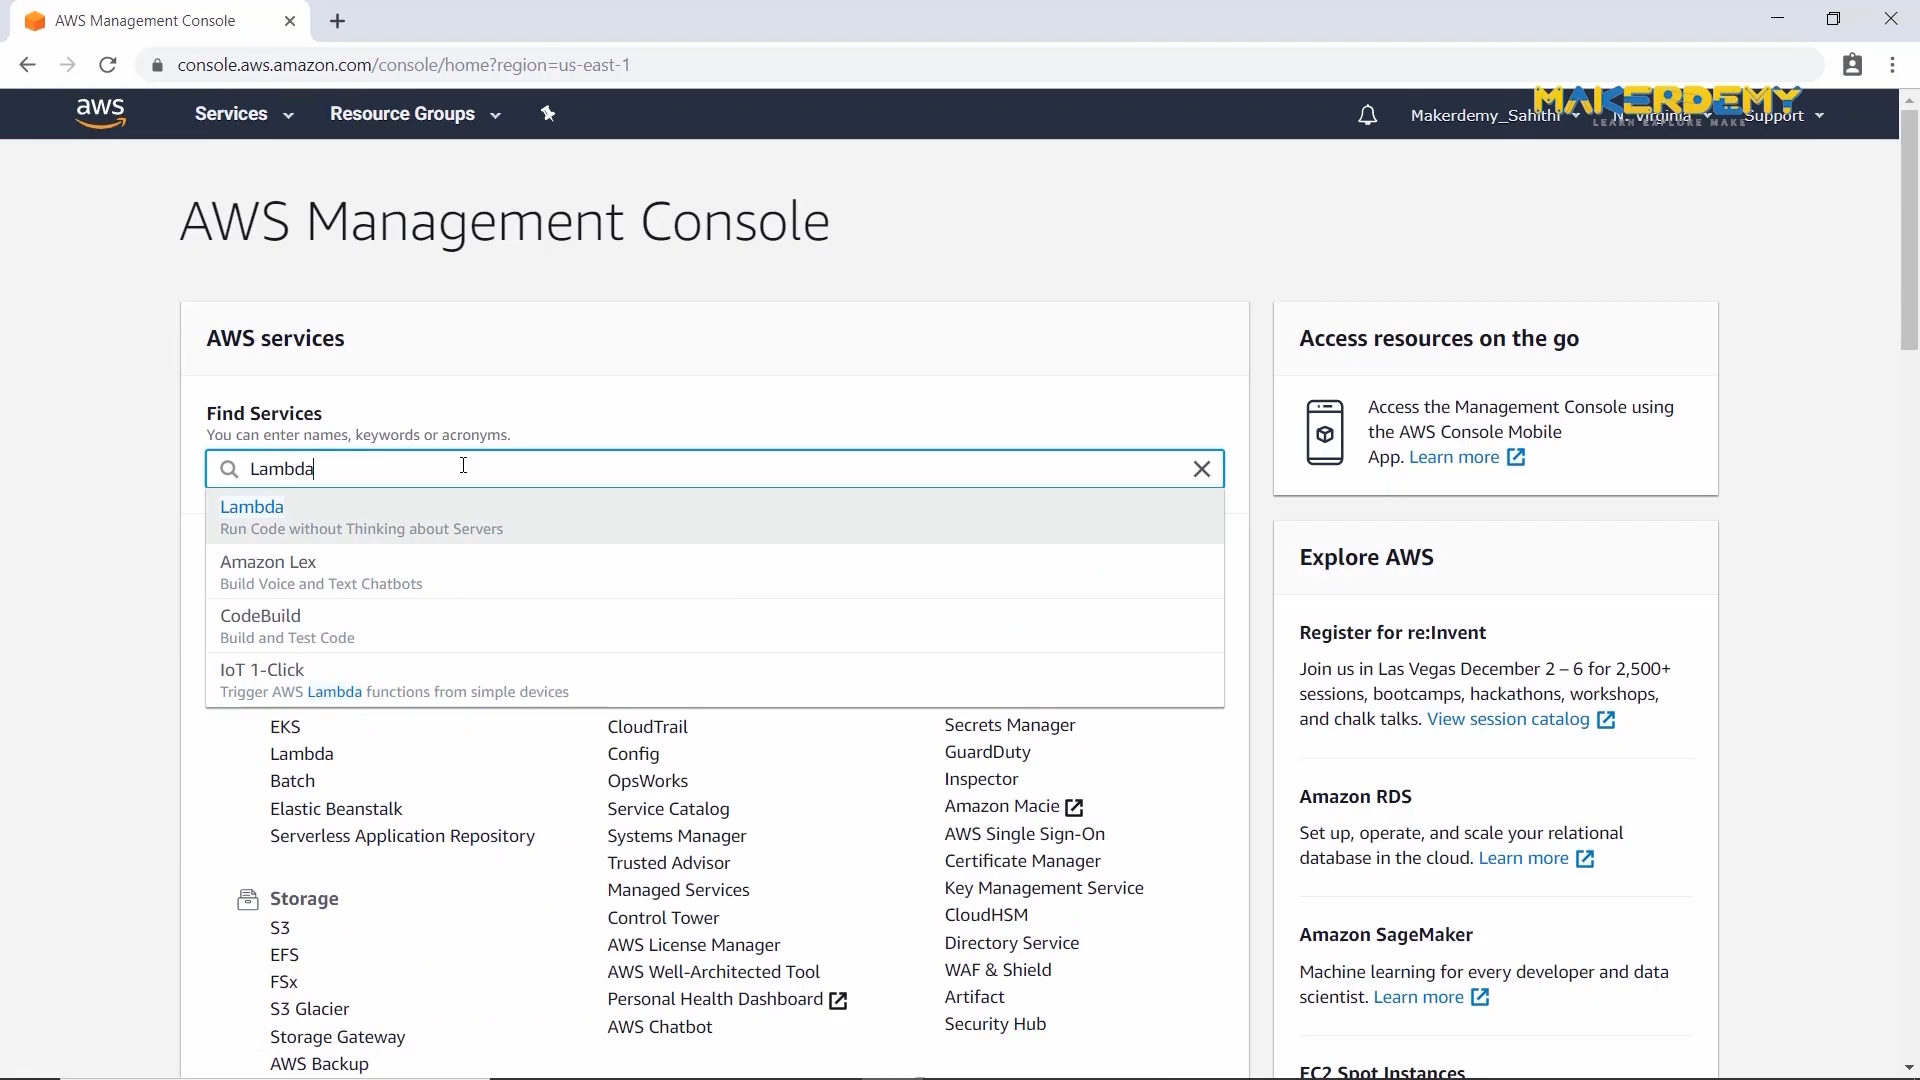 AWS Management Console
console.aws.amazon.com/console/home?region=us-east-1
aws
Services
Resource Groups
Makerdemy_Sahithi
N. Virginia
Support
MAKERDEMY
LEARN EXPLORE MAKE
AWS Management Console
AWS services
Find Services
You can enter names, keywords or acronyms.
Lambda
Lambda
Run Code without Thinking about Servers
Amazon Lex
Build Voice and Text Chatbots
CodeBuild
Build and Test Code
IoT 1-Click
Trigger AWS Lambda functions from simple devices
EKS
Lambda
Batch
Elastic Beanstalk
Serverless Application Repository
Storage
S3
EFS
FSx
S3 Glacier
Storage Gateway
AWS Backup
CloudTrail
Config
OpsWorks
Service Catalog
Systems Manager
Trusted Advisor
Managed Services
Control Tower
AWS License Manager
AWS Well-Architected Tool
Personal Health Dashboard
AWS Chatbot
Secrets Manager
GuardDuty
Inspector
Amazon Macie
AWS Single Sign-On
Certificate Manager
Key Management Service
CloudHSM
Directory Service
WAF & Shield
Artifact
Security Hub
Access resources on the go
Access the Management Console using
the AWS Console Mobile
App. Learn more
Explore AWS
Register for re:Invent
Join us in Las Vegas December 2 – 6 for 2,500+
sessions, bootcamps, hackathons, workshops,
and chalk talks. View session catalog
Amazon RDS
Set up, operate, and scale your relational
database in the cloud. Learn more
Amazon SageMaker
Machine learning for every developer and data
scientist. Learn more
EC2 Spot Instances